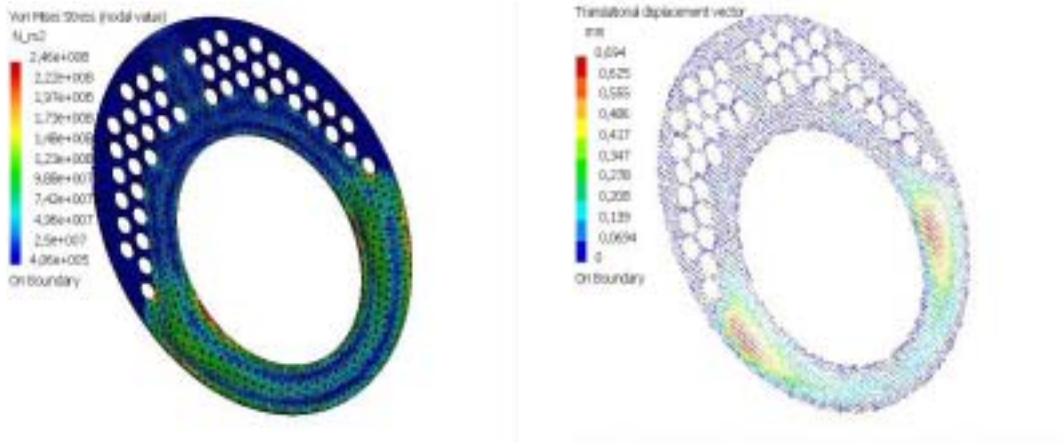 Von Mises Stress (nodal value)
N_m2
2,46e+008
2,22e+008
1,97e+008
1,73e+008
1,48e+008
1,23e+008
9,88e+007
7,42e+007
4,96e+007
2,5e+007
4,06e+005
On Boundary
Translational displacement vector
mm
0,694
0,625
0,555
0,486
0,417
0,347
0,278
0,208
0,139
0,0694
0
On Boundary